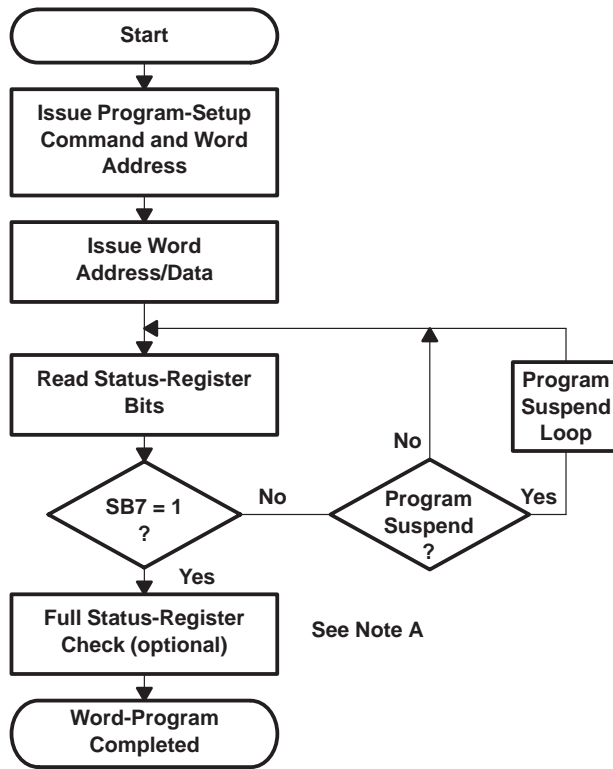 Start
Issue Program-Setup
Command and Word
Address
Issue Word
Address/Data
Read Status-Register
Bits
Program
Suspend
Loop
No
SB7 = 1
?
No
Program
Suspend
?
Yes
Yes
Full Status-Register
Check (optional)
See Note A
Word-Program
Completed